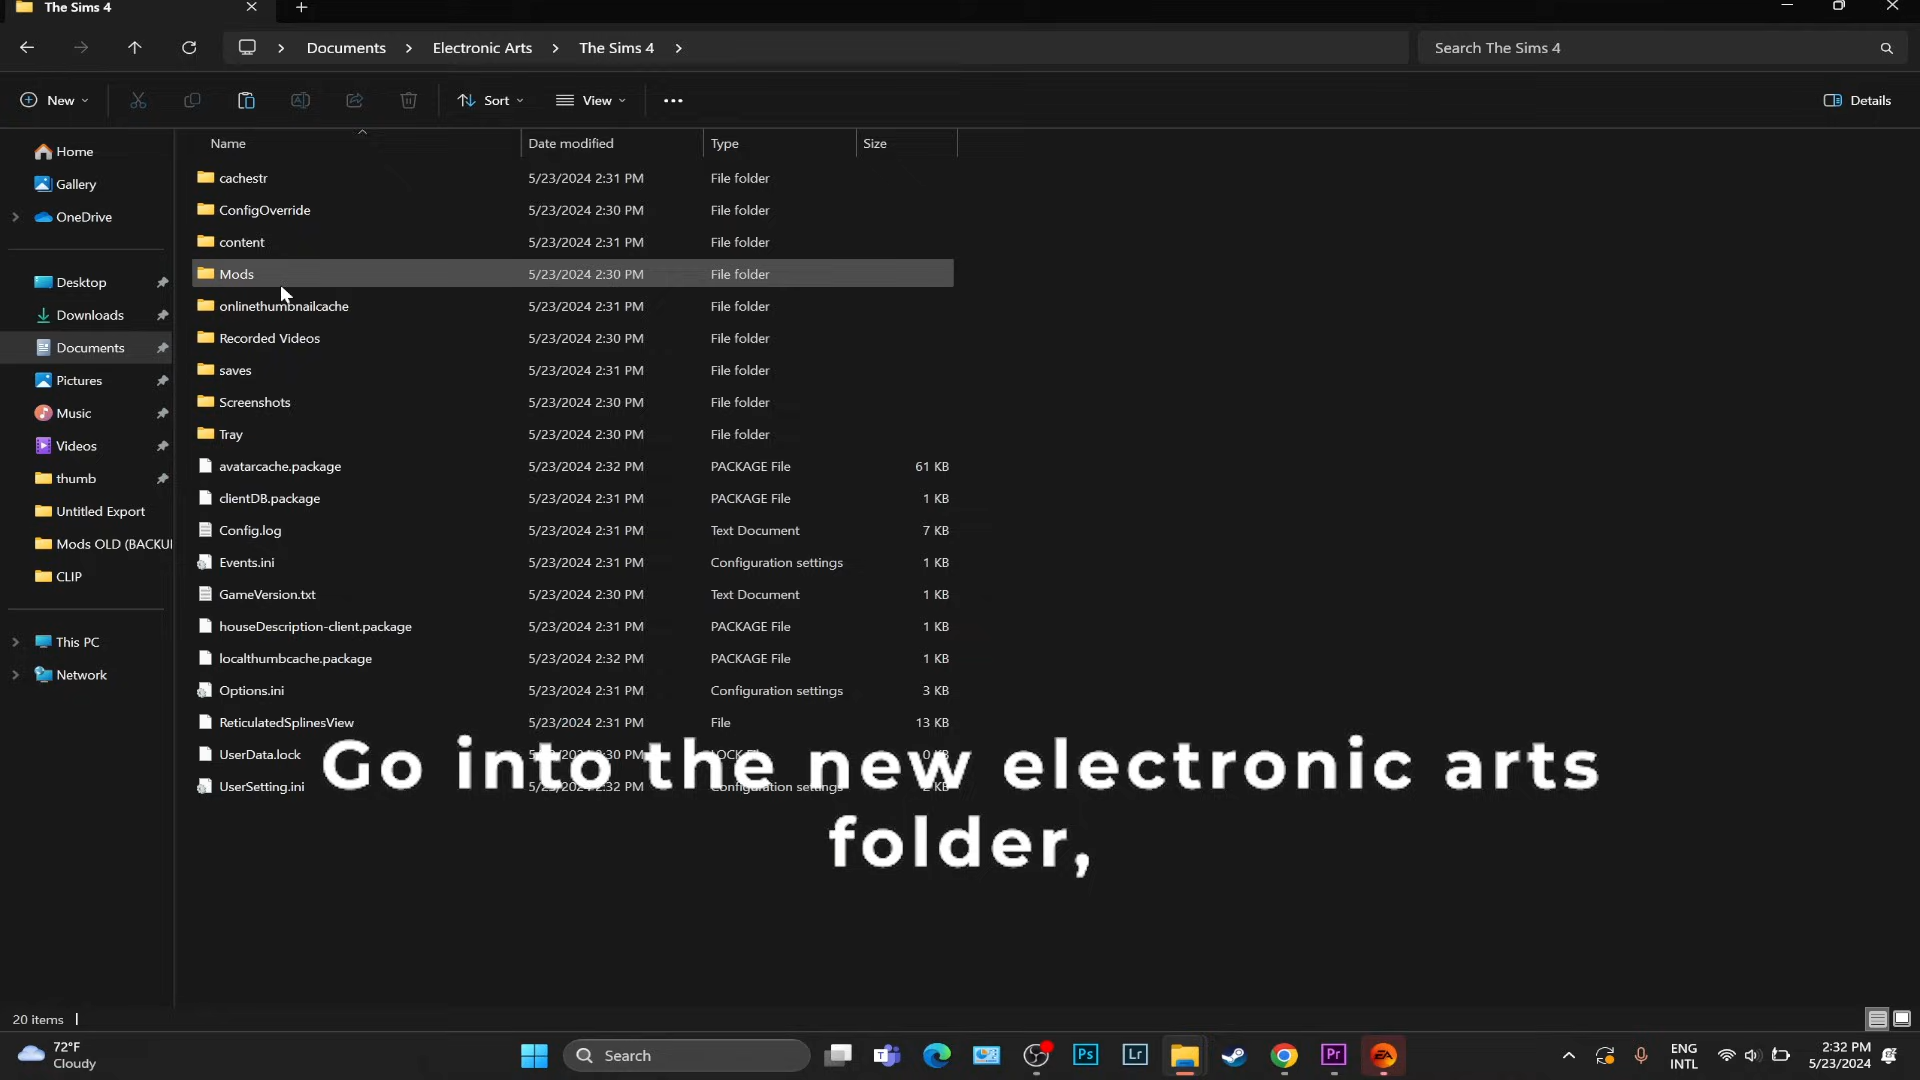 The Sims 4
Documents > Electronic Arts > The Sims 4 >
Search The Sims 4
New
Sort
View
Details
Name Date modified Type Size
Home
Gallery
OneDrive
Desktop
Downloads
Documents
Pictures
Music
Videos
thumb
Untitled Export
Mods OLD (BACKU
CLIP
This PC
Network
cachestr 5/23/2024 2:31 PM File folder
ConfigOverride 5/23/2024 2:30 PM File folder
content 5/23/2024 2:31 PM File folder
Mods 5/23/2024 2:30 PM File folder
onlinethumbnailcache 5/23/2024 2:31 PM File folder
Recorded Videos 5/23/2024 2:30 PM File folder
saves 5/23/2024 2:31 PM File folder
Screenshots 5/23/2024 2:30 PM File folder
Tray 5/23/2024 2:30 PM File folder
avatarcache.package 5/23/2024 2:32 PM PACKAGE File 61 KB
clientDB.package 5/23/2024 2:31 PM PACKAGE File 1 KB
Config.log 5/23/2024 2:31 PM Text Document 7 KB
Events.ini 5/23/2024 2:31 PM Configuration settings 1 KB
GameVersion.txt 5/23/2024 2:30 PM Text Document 1 KB
houseDescription-client.package 5/23/2024 2:31 PM PACKAGE File 1 KB
localthumbcache.package 5/23/2024 2:32 PM PACKAGE File 1 KB
Options.ini 5/23/2024 2:31 PM Configuration settings 3 KB
ReticulatedSplinesView 5/23/2024 2:31 PM File 13 KB
UserData.lock
UserSetting.ini
Go into the new electronic arts
folder,
20 items
72°F
Cloudy
Search
Ps
Lr
Pr
EA
ENG
INTL
2:32 PM
5/23/2024